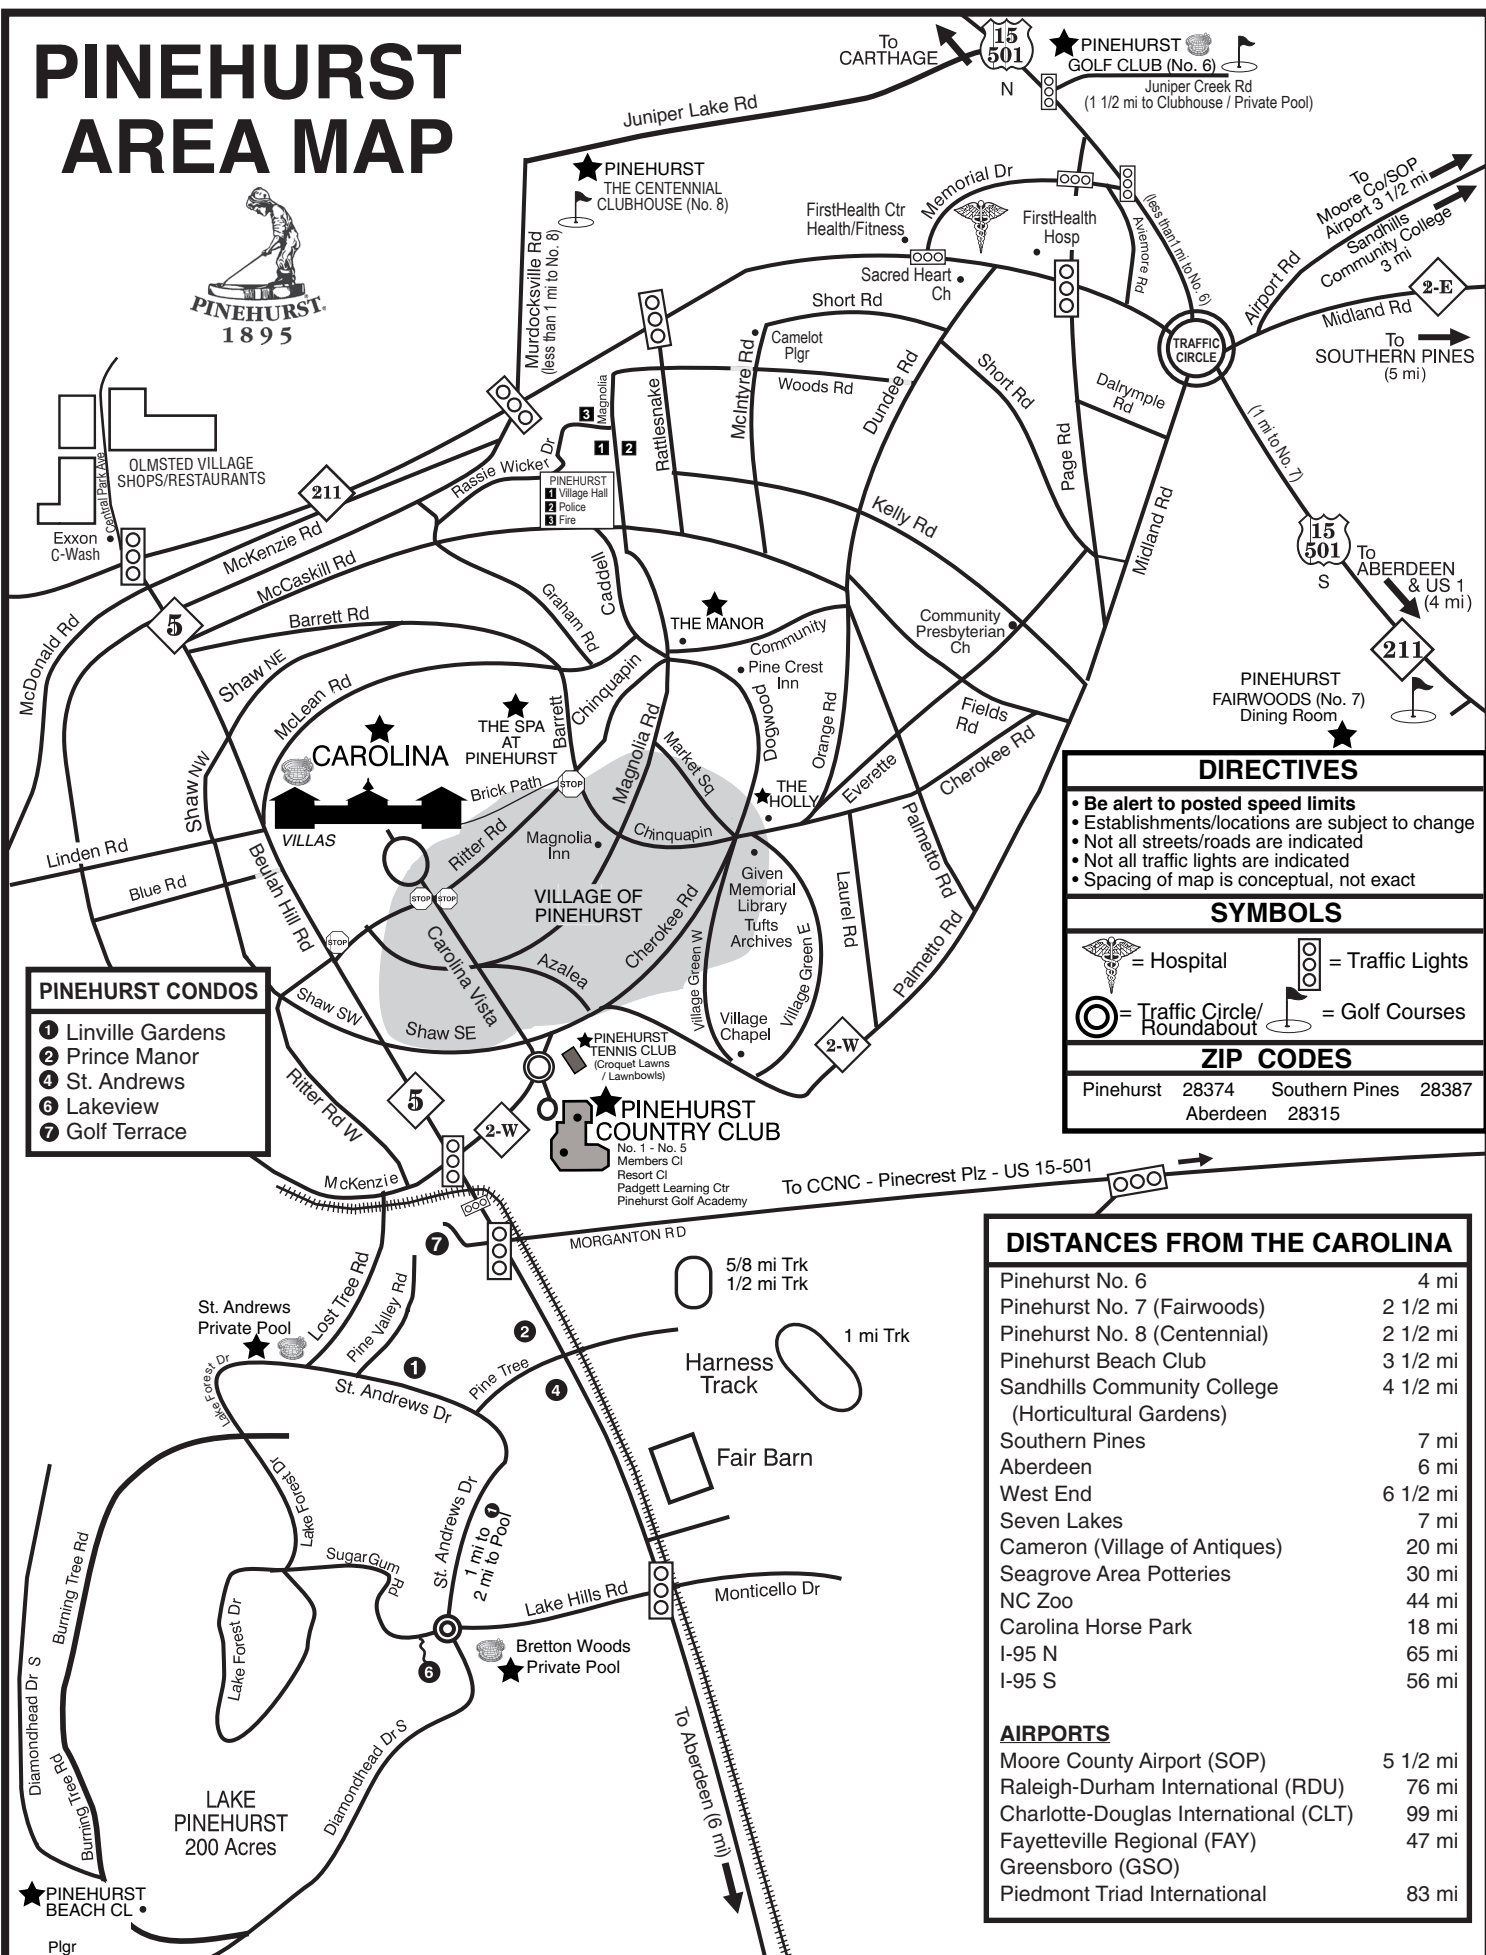 PINEHURST
AREA MAP
PINEHURST.
1895
To
CARTHAGE
15
501
N
PINEHURST
GOLF CLUB (No. 6)
Juniper Creek Rd
(1 1/2 mi to Clubhouse / Private Pool)
Juniper Lake Rd
PINEHURST
THE CENTENNIAL
CLUBHOUSE (No. 8)
Murdocksville Rd
(less than 1 mi to No. 8)
Memorial Dr
FirstHealth Ctr
Health/Fitness
FirstHealth
Hosp
Sacred Heart
Ch
Aviemore Rd
(less than1 mi to No. 6)
To
Moore Co/SOP
Airport 3 1/2 mi
Sandhills
Community College
3 mi
Airport Rd
2-E
Midland Rd
To
SOUTHERN PINES
(5 mi)
TRAFFIC
CIRCLE
Short Rd
Camelot
Plgr
McIntyre Rd
Woods Rd
Dundee Rd
Short Rd
Dalrymple
Rd
Page Rd
(1 mi to No. 7)
Magnolia
Rattlesnake
3
1
2
Rassie Wicker Dr
PINEHURST
1 Village Hall
2 Police
3 Fire
OLMSTED VILLAGE
SHOPS/RESTAURANTS
Central Park Ave
Exxon
C-Wash
211
McKenzie Rd
McCaskill Rd
Kelly Rd
Midland Rd
15
501
S
To
ABERDEEN
& US 1
(4 mi)
211
McDonald Rd
5
Barrett Rd
Graham Rd
Caddell
THE MANOR
Community
Community
Presbyterian
Ch
Pine Crest
Inn
Shaw NE
McLean Rd
Chinquapin
Barrett
THE SPA
AT
PINEHURST
CAROLINA
VILLAS
Brick Path
STOP
Magnolia Rd
Market Sq
Dogwood
Orange Rd
Fields
Rd
Cherokee Rd
Everette
THE
HOLLY
PINEHURST
FAIRWOODS (No. 7)
Dining Room
Shaw NW
Linden Rd
Blue Rd
Beulah Hill Rd
Ritter Rd
Magnolia
Inn
Chinquapin
VILLAGE OF
PINEHURST
Given
Memorial
Library
Tufts
Archives
Laurel Rd
Palmetto Rd
Palmetto Rd
STOP
STOP
STOP
Carolina Vista
Azalea
Cherokee Rd
Village Green W
Village Green E
Village
Chapel
Shaw SW
Shaw SE
2-W
DIRECTIVES
• Be alert to posted speed limits
• Establishments/locations are subject to change
• Not all streets/roads are indicated
• Not all traffic lights are indicated
• Spacing of map is conceptual, not exact
SYMBOLS
= Hospital
= Traffic Lights
= Traffic Circle/
Roundabout
= Golf Courses
ZIP CODES
Pinehurst 28374 Southern Pines 28387
Aberdeen 28315
PINEHURST CONDOS
1 Linville Gardens
2 Prince Manor
4 St. Andrews
6 Lakeview
7 Golf Terrace
PINEHURST
TENNIS CLUB
(Croquet Lawns
/ Lawnbowls)
PINEHURST
COUNTRY CLUB
No. 1 - No. 5
Members Cl
Resort Cl
Padgett Learning Ctr
Pinehurst Golf Academy
Ritter Rd W
5
2-W
McKenzie
To CCNC - Pinecrest Plz - US 15-501
MORGANTON RD
7
5/8 mi Trk
1/2 mi Trk
1 mi Trk
Harness
Track
Fair Barn
St. Andrews
Private Pool
Lost Tree Rd
Pine Valley Rd
2
1
4
Pine Tree
St. Andrews Dr
Lake Forest Dr
Lake Forest Dr
St. Andrews Dr
1 mi to 1
2 mi to Pool
Sugar Gum
Rd
Lake Hills Rd
Monticello Dr
6
Bretton Woods
Private Pool
Lake Forest Dr
Burning Tree Rd
Diamondhead Dr S
Burning Tree Rd
Burning Tree Rd
Diamondhead Dr S
LAKE
PINEHURST
200 Acres
To Aberdeen (6 mi)
PINEHURST
BEACH CL
Plgr
DISTANCES FROM THE CAROLINA
Pinehurst No. 6 4 mi
Pinehurst No. 7 (Fairwoods) 2 1/2 mi
Pinehurst No. 8 (Centennial) 2 1/2 mi
Pinehurst Beach Club 3 1/2 mi
Sandhills Community College 4 1/2 mi
(Horticultural Gardens)
Southern Pines 7 mi
Aberdeen 6 mi
West End 6 1/2 mi
Seven Lakes 7 mi
Cameron (Village of Antiques) 20 mi
Seagrove Area Potteries 30 mi
NC Zoo 44 mi
Carolina Horse Park 18 mi
I-95 N 65 mi
I-95 S 56 mi
AIRPORTS
Moore County Airport (SOP) 5 1/2 mi
Raleigh-Durham International (RDU) 76 mi
Charlotte-Douglas International (CLT) 99 mi
Fayetteville Regional (FAY) 47 mi
Greensboro (GSO)
Piedmont Triad International 83 mi